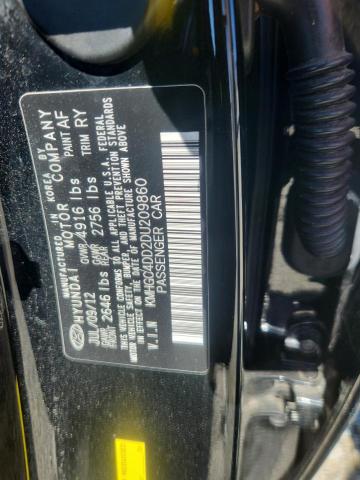 MFD. IN KOREA BY
HYUNDAI
MOTOR COMPANY
PAINT AF
JUL/09/12
GVWR 4916 lbs
TRIM RY
GAWR FRONT 2646 lbs
GAWR REAR 2756 lbs
THIS VEHICLE CONFORMS TO ALL APPLICABLE U.S. FEDERAL
MOTOR VEHICLE SAFETY, BUMPER, AND THEFT PREVENTION STANDARDS
IN EFFECT ON THE DATE OF MANUFACTURE SHOWN ABOVE
V.I.N
KMHGC4DD2DU209860
PASSENGER CAR